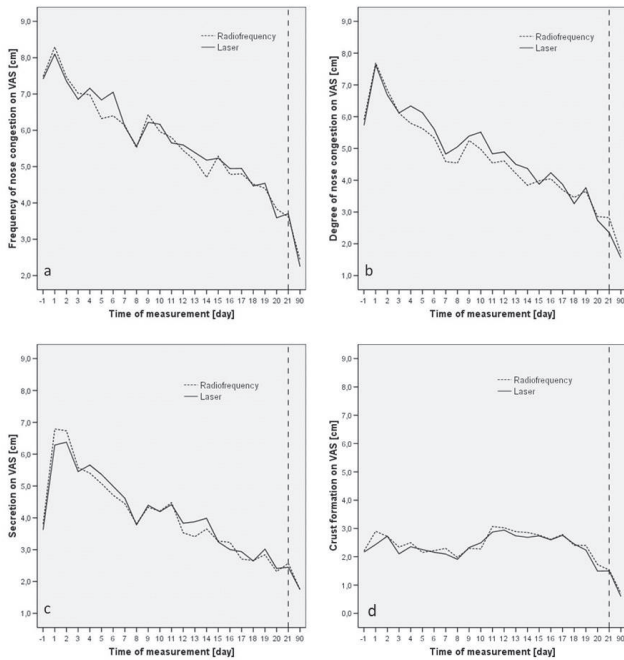 Frequency of nose congestion on VAS [cm]
9,0
8,0
7,0
6,0
5,0
4,0
3,0
2,0
Radiofrequency
Laser
a
-1 1 2 3 4 5 6 7 8 9 10 11 12 13 14 15 16 17 18 19 20 21 90
Time of measurement [day]
Degree of nose congestion on VAS [cm]
9,0
8,0
7,0
6,0
5,0
4,0
3,0
2,0
1,0
Radiofrequency
Laser
b
-1 1 2 3 4 5 6 7 8 9 10 11 12 13 14 15 16 17 18 19 20 21 90
Time of measurement [day]
Secretion on VAS [cm]
9,0
8,0
7,0
6,0
5,0
4,0
3,0
2,0
1,0
Radiofrequency
Laser
c
-1 1 2 3 4 5 6 7 8 9 10 11 12 13 14 15 16 17 18 19 20 21 90
Time of measurement [day]
Crust formation on VAS [cm]
9,0
8,0
7,0
6,0
5,0
4,0
3,0
2,0
1,0
0,0
Radiofrequency
Laser
d
-1 1 2 3 4 5 6 7 8 9 10 11 12 13 14 15 16 17 18 19 20 21 90
Time of measurement [day]